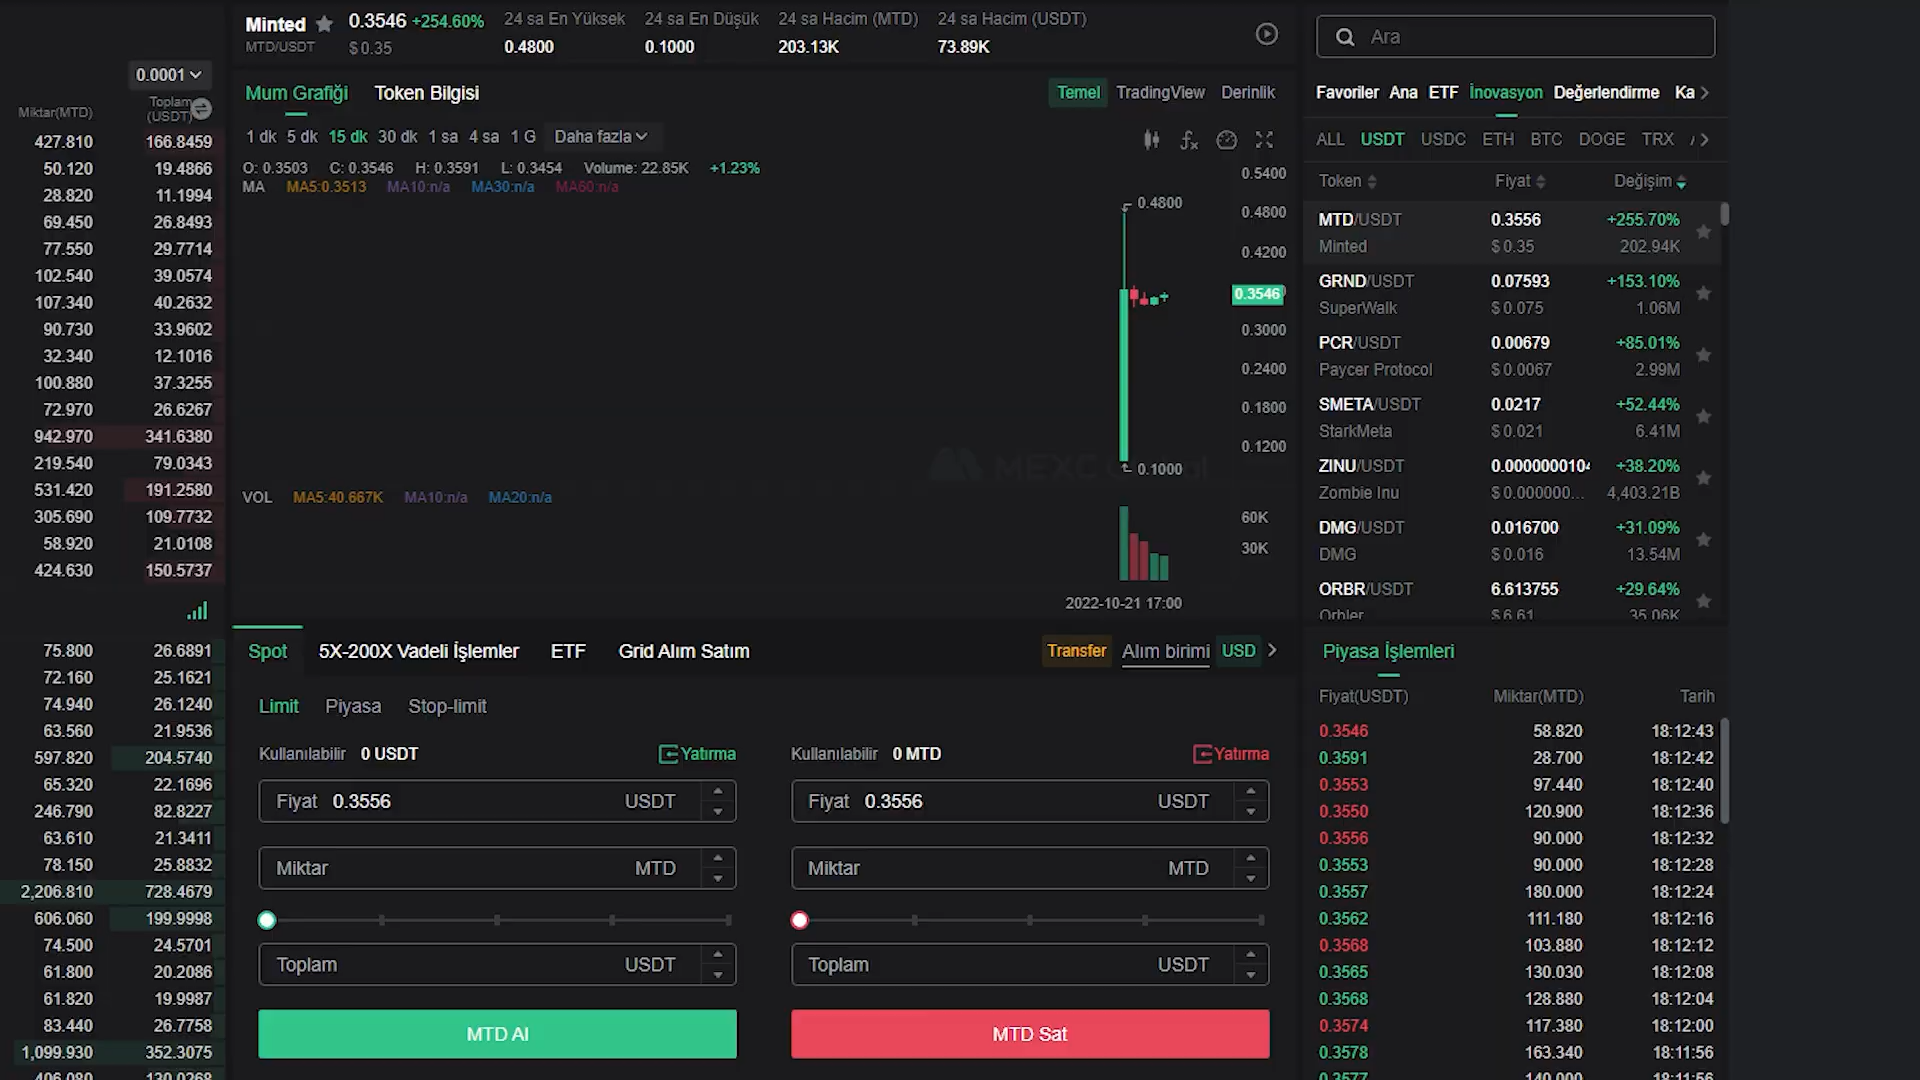 Minted 0.3546 +254.60% 24 sa En Yüksek 24 sa En Düşük 24 sa Hacim (MTD) 24 sa Hacim (USDT)
MTD/USDT $ 0.35 0.4800 0.1000 203.13K 73.89K
0.0001
Miktar(MTD) Toplam (USDT)
427.810 166.8459
50.120 19.4866
28.820 11.1994
69.450 26.8493
77.550 29.7714
102.540 39.0574
107.340 40.2632
90.730 33.9602
32.340 12.1016
100.880 37.3255
72.970 26.6267
942.970 341.6380
219.540 79.0343
531.420 191.2580
305.690 109.7732
58.920 21.0108
424.630 150.5737
75.800 26.6891
72.160 25.1621
74.940 26.1240
63.560 21.9536
597.820 204.5740
65.320 22.1696
246.790 82.8227
63.610 21.3411
78.150 25.8832
2,206.810 728.4679
606.060 199.9998
74.500 24.5701
61.800 20.2086
61.820 19.9987
83.440 26.7758
1,099.930 352.3075
406.080 130.0268
Mum Grafiği Token Bilgisi Temel TradingView Derinlik
1 dk 5 dk 15 dk 30 dk 1 sa 4 sa 1 G Daha fazla
O: 0.3503 C: 0.3546 H: 0.3591 L: 0.3454 Volume: 22.85K +1.23%
MA MA5:0.3513 MA10:n/a MA30:n/a MA60:n/a
0.5400
0.4800 0.4800
0.4200
0.3546
0.3000
0.2400
0.1800
0.1200
MEXC Global
0.1000
VOL MA5:40.667K MA10:n/a MA20:n/a
60K
30K
2022-10-21 17:00
Spot 5X-200X Vadeli İşlemler ETF Grid Alım Satım Transfer Alım birimi USD
Limit Piyasa Stop-limit
Kullanılabilir 0 USDT Yatırma Kullanılabilir 0 MTD Yatırma
Fiyat 0.3556 USDT Fiyat 0.3556 USDT
Miktar MTD Miktar MTD
Toplam USDT Toplam USDT
MTD Al MTD Sat
Ara
Favoriler Ana ETF İnovasyon Değerlendirme Ka
ALL USDT USDC ETH BTC DOGE TRX
Token Fiyat Değişim
MTD/USDT 0.3556 +255.70%
Minted $ 0.35 202.94K
GRND/USDT 0.07593 +153.10%
SuperWalk $ 0.075 1.06M
PCR/USDT 0.00679 +85.01%
Paycer Protocol $ 0.0067 2.99M
SMETA/USDT 0.0217 +52.44%
StarkMeta $ 0.021 6.41M
ZINU/USDT 0.0000000104 +38.20%
Zombie Inu $ 0.000000... 4,403.21B
DMG/USDT 0.016700 +31.09%
DMG $ 0.016 13.54M
ORBR/USDT 6.613755 +29.64%
Orbler $ 6.61 35.06K
Piyasa İşlemleri
Fiyat(USDT) Miktar(MTD) Tarih
0.3546 58.820 18:12:43
0.3591 28.700 18:12:42
0.3553 97.440 18:12:40
0.3550 120.900 18:12:36
0.3556 90.000 18:12:32
0.3553 90.000 18:12:28
0.3557 180.000 18:12:24
0.3562 111.180 18:12:16
0.3568 103.880 18:12:12
0.3565 130.030 18:12:08
0.3568 128.880 18:12:04
0.3574 117.380 18:12:00
0.3578 163.340 18:11:56
0.3577 140.000 18:11:56